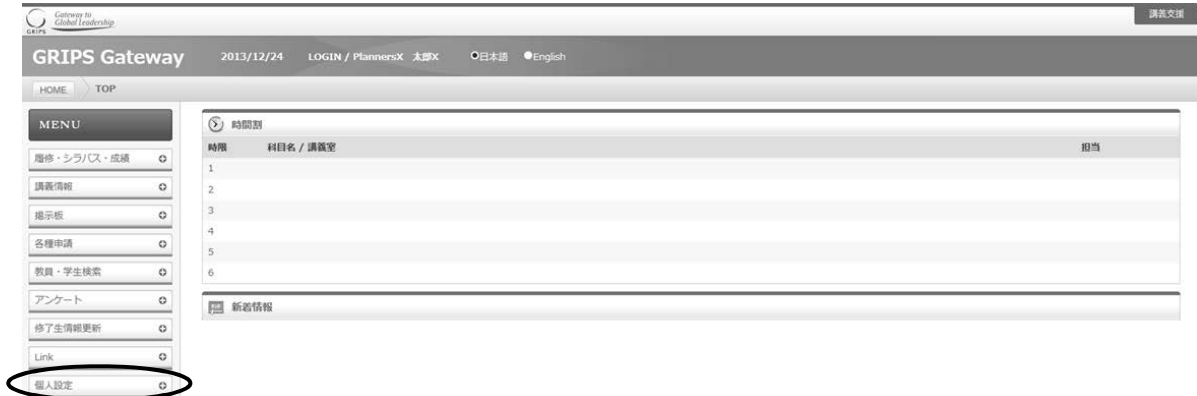 Gateway to
Global Leadership
GRIPS
講義支援
GRIPS Gateway 2013/12/24 LOGIN / PlannersX 太郎X 日本語 English
HOME TOP
MENU
履修・シラバス・成績
講義情報
掲示板
各種申請
教員・学生検索
アンケート
修了生情報更新
Link
個人設定
時間割
時限 科目名 / 講義室 担当
1
2
3
4
5
6
新着情報